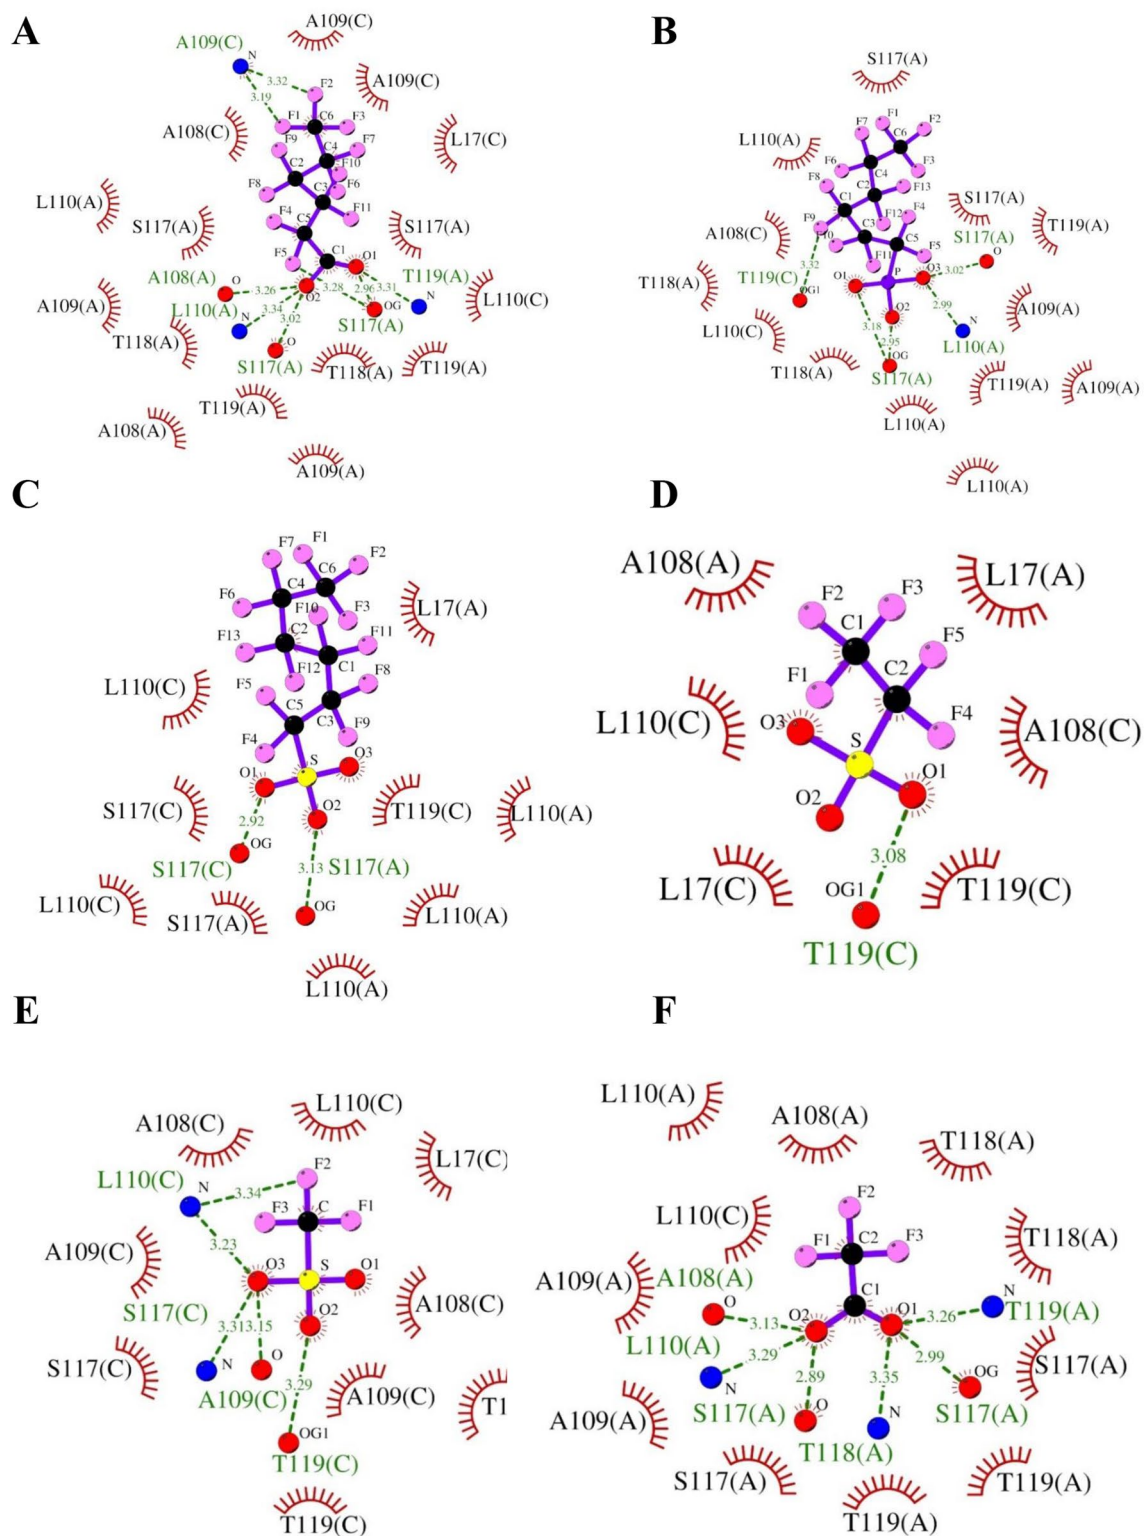 A
A109(C)
A109(C)
N
3.32
F2
3.19
A109(C)
F1
C6
F3
A108(C)
F9
F7
L17(C)
C4
C2
F10
F8
C3
F6
L110(A)
F4
F11
S117(A)
C5
S117(A)
F5
C1
O1
A108(A)
T119(A)
O
3.26
O2
3.28
2.96
3.31
N
L110(C)
A109(A)
L110(A)
3.34
OG
N
3.02
S117(A)
T118(A)
O
S117(A)
T118(A)
T119(A)
T119(A)
A108(A)
A109(A)
B
S117(A)
F1
F7
F2
C6
L110(A)
C4
F6
F3
F8
C2
F13
C1
F4
S117(A)
F9
F12
T119(A)
A108(C)
C3
S117(A)
F10
C5
O
F11
F5
3.32
T118(A)
T119(C)
O1
P
O3
3.02
OG1
A109(A)
O2
2.99
N
L110(C)
3.18
2.95
L110(A)
OG
T118(A)
S117(A)
T119(A)
A109(A)
L110(A)
L110(A)
C
F7
F1
F2
C4
C6
F6
F10
F3
L17(A)
F13
C2
F11
F12
C1
L110(C)
F5
F8
C5
C3
F4
F9
S
O3
O1
S117(C)
O2
T119(C)
L110(A)
2.92
OG
S117(C)
3.13
S117(A)
L110(C)
S117(A)
OG
L110(A)
L110(A)
D
A108(A)
L17(A)
F2
F3
C1
F5
C2
F1
L110(C)
O3
F4
A108(C)
S
O1
O2
3.08
L17(C)
OG1
T119(C)
T119(C)
E
L110(C)
A108(C)
L17(C)
F2
L110(C)
N
3.34
F3
C
F1
3.23
A109(C)
O3
S
O1
A108(C)
S117(C)
O2
3.31
3.15
S117(C)
N
O
3.29
A109(C)
A109(C)
T1
OG1
T119(C)
T119(C)
F
L110(A)
A108(A)
T118(A)
F2
L110(C)
F1
C2
F3
T118(A)
A109(A)
A108(A)
C1
O
O2
O1
3.26
N
T119(A)
3.13
L110(A)
3.29
2.99
N
2.89
3.35
OG
S117(A)
A109(A)
S117(A)
O
N
S117(A)
T118(A)
S117(A)
T119(A)
T119(A)